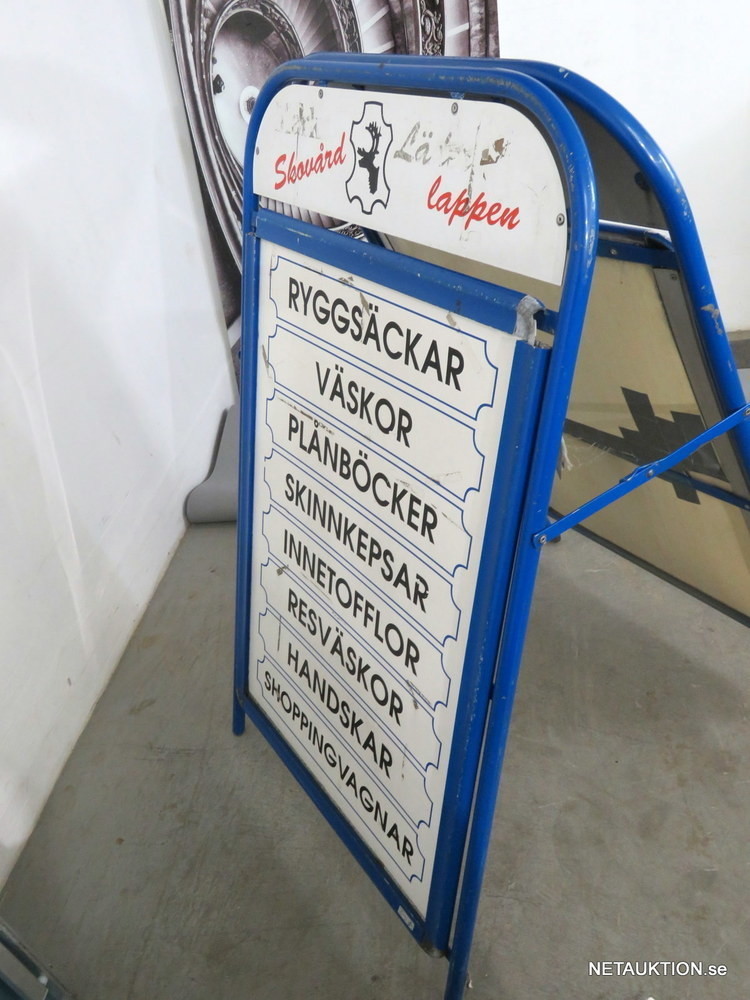 Skovård
lappen
RYGGSÄCKAR
VÄSKOR
PLÅNBÖCKER
SKINNKEPSAR
INNETOFFLOR
RESVÄSKOR
HANDSKAR
SHOPPINGVAGNAR
NETAUKTION.se